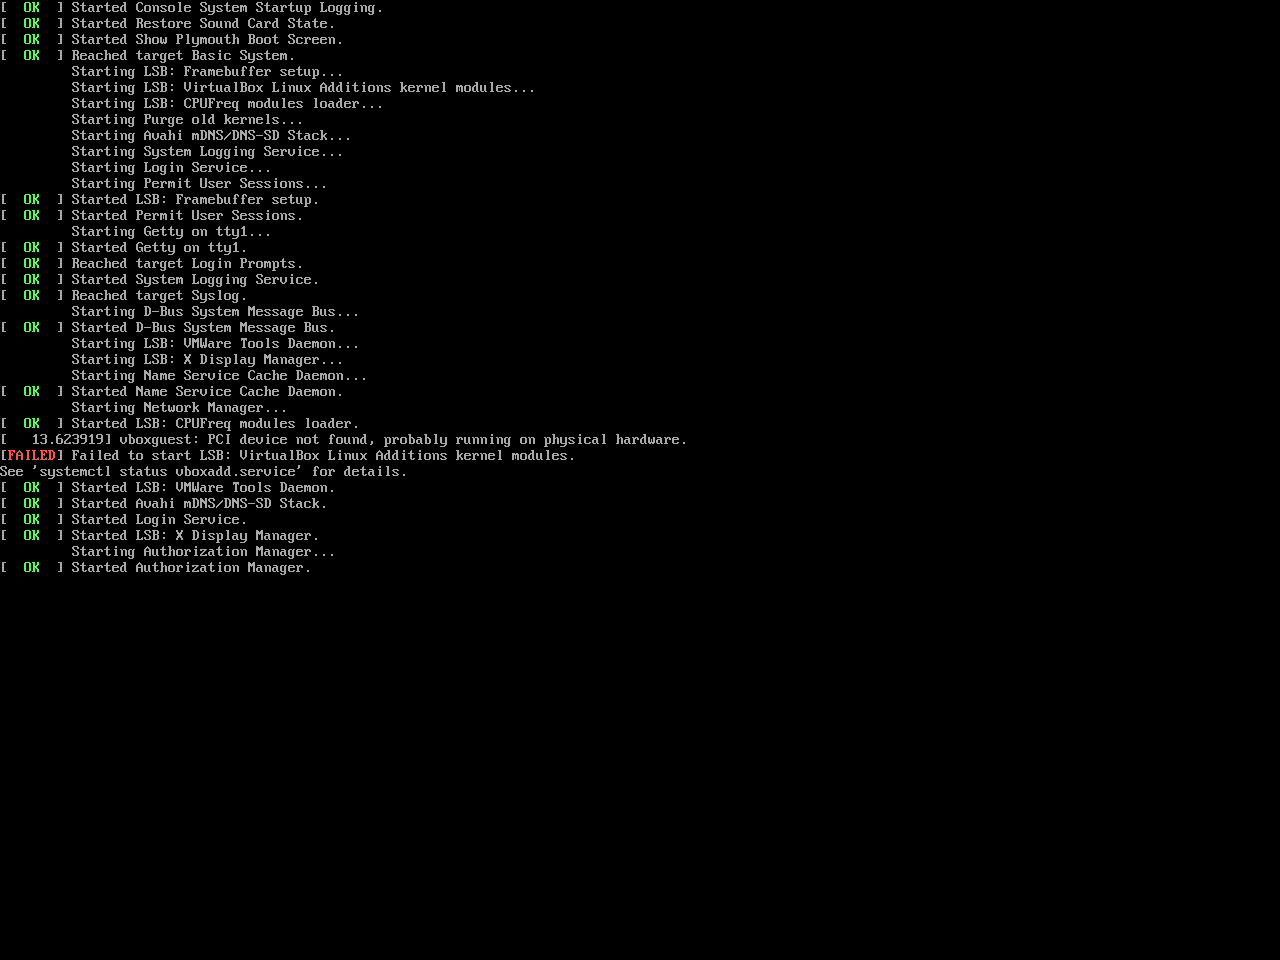 [  OK  ] Started Console System Startup Logging.
[  OK  ] Started Restore Sound Card State.
[  OK  ] Started Show Plymouth Boot Screen.
[  OK  ] Reached target Basic System.
         Starting LSB: Framebuffer setup...
         Starting LSB: VirtualBox Linux Additions kernel modules...
         Starting LSB: CPUFreq modules loader...
         Starting Purge old kernels...
         Starting Avahi mDNS/DNS-SD Stack...
         Starting System Logging Service...
         Starting Login Service...
         Starting Permit User Sessions...
[  OK  ] Started LSB: Framebuffer setup.
[  OK  ] Started Permit User Sessions.
         Starting Getty on tty1...
[  OK  ] Started Getty on tty1.
[  OK  ] Reached target Login Prompts.
[  OK  ] Started System Logging Service.
[  OK  ] Reached target Syslog.
         Starting D-Bus System Message Bus...
[  OK  ] Started D-Bus System Message Bus.
         Starting LSB: VMWare Tools Daemon...
         Starting LSB: X Display Manager...
         Starting Name Service Cache Daemon...
[  OK  ] Started Name Service Cache Daemon.
         Starting Network Manager...
[  OK  ] Started LSB: CPUFreq modules loader.
[   13.623919] vboxguest: PCI device not found, probably running on physical hardware.
[FAILED] Failed to start LSB: VirtualBox Linux Additions kernel modules.
See 'systemctl status vboxadd.service' for details.
[  OK  ] Started LSB: VMWare Tools Daemon.
[  OK  ] Started Avahi mDNS/DNS-SD Stack.
[  OK  ] Started Login Service.
[  OK  ] Started LSB: X Display Manager.
         Starting Authorization Manager...
[  OK  ] Started Authorization Manager.